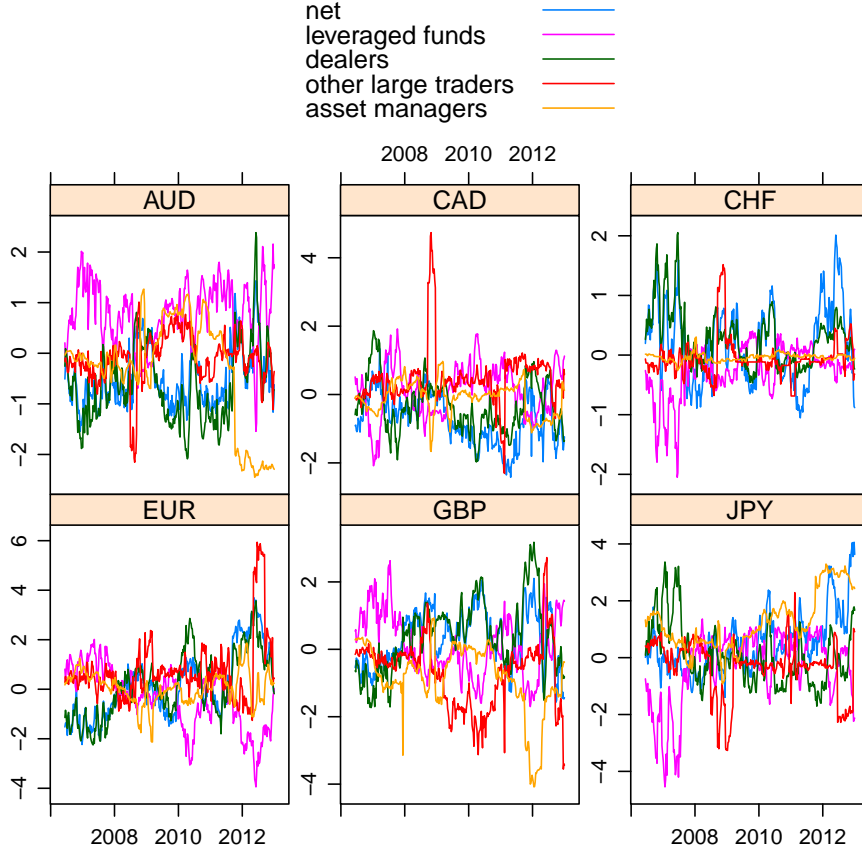 net
leveraged funds
dealers
other large traders
asset managers
2008 2010 2012
AUD CAD CHF
2 1 0 −1 −2
4 2 0 −2
2 1 0 −1 −2
EUR GBP JPY
6 4 2 0 −2 −4
2 0 −2 −4
4 2 0 −2 −4
2008 2010 2012 2008 2010 2012